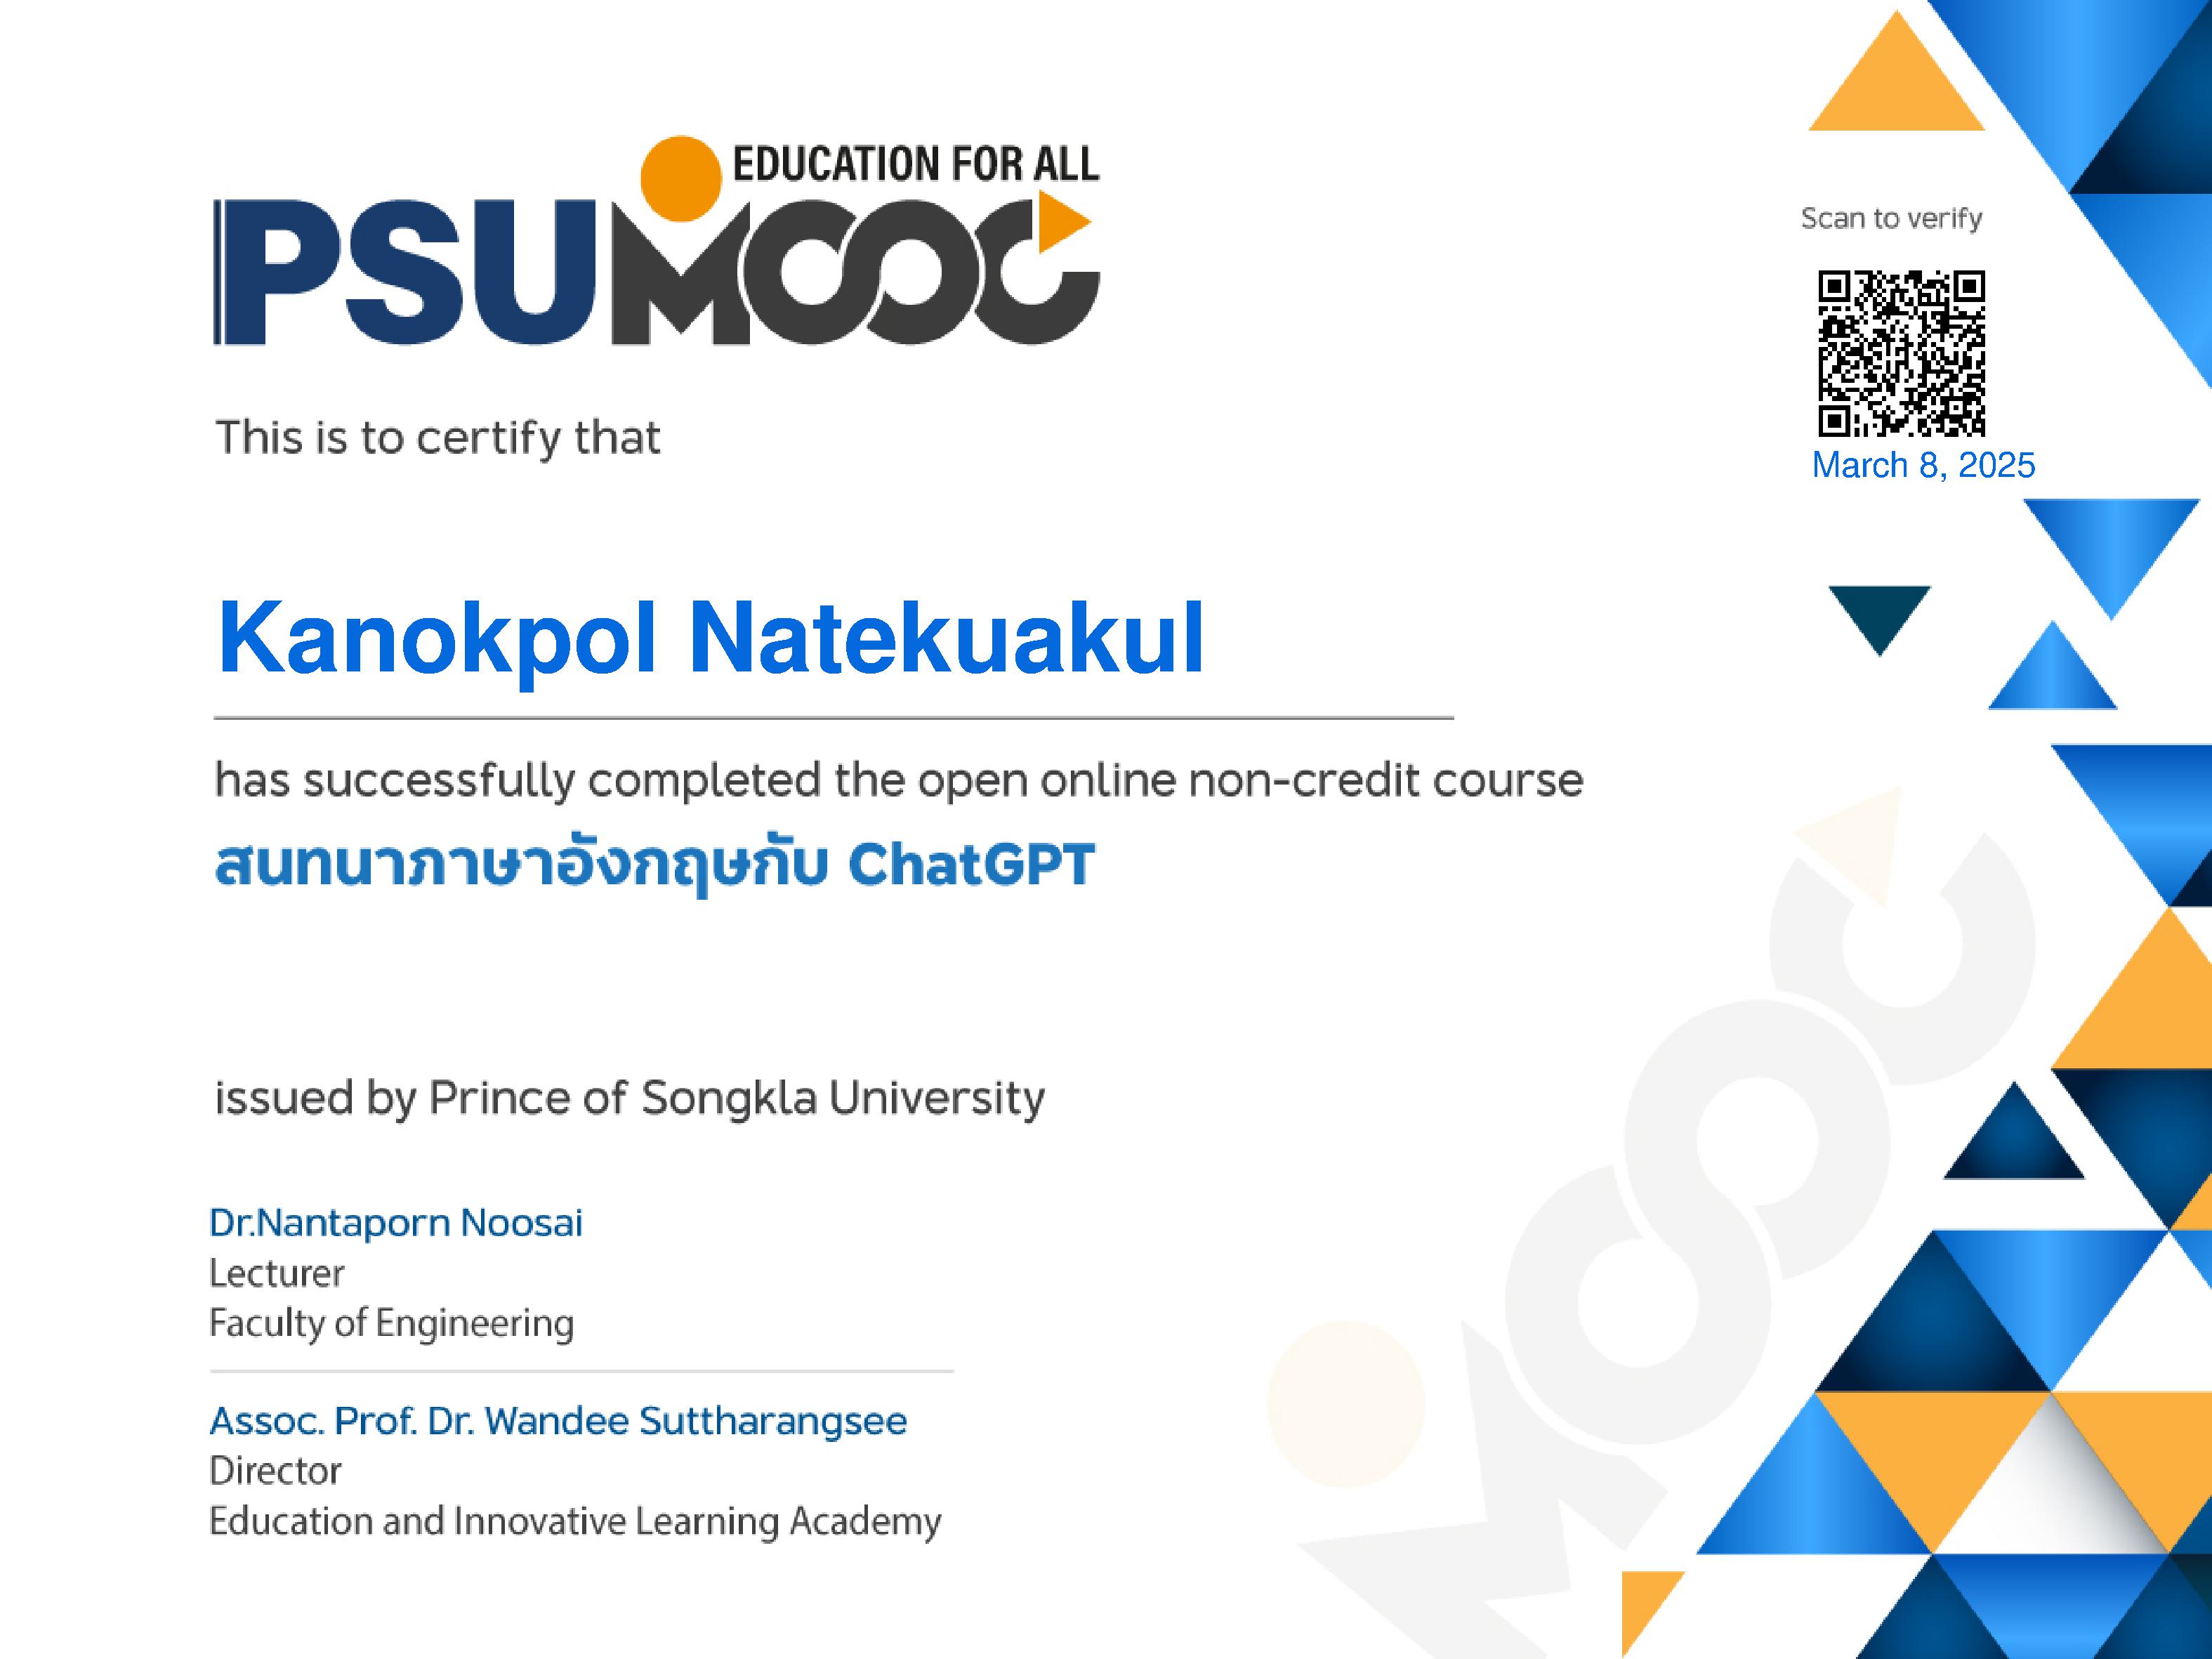 EDUCATION FOR ALL
PSUMOOC
Scan to verify
March 8, 2025
This is to certify that
Kanokpol Natekuakul
has successfully completed the open online non-credit course
สนทนาภาษาอังกฤษกับ ChatGPT
issued by Prince of Songkla University
Dr.Nantaporn Noosai
Lecturer
Faculty of Engineering
Assoc. Prof. Dr. Wandee Suttharangsee
Director
Education and Innovative Learning Academy
MOOC